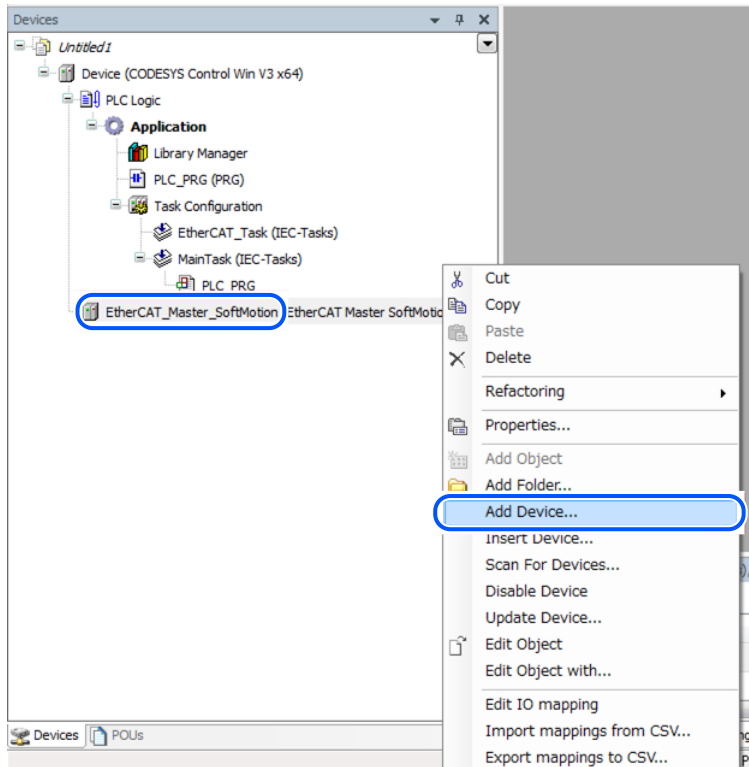 Devices
Untitled1
Device (CODESYS Control Win V3 x64)
PLC Logic
Application
Library Manager
PLC_PRG (PRG)
Task Configuration
EtherCAT_Task (IEC-Tasks)
MainTask (IEC-Tasks)
PLC_PRG
EtherCAT_Master_SoftMotion (EtherCAT Master SoftMotio
Cut
Copy
Paste
Delete
Refactoring
Properties...
Add Object
Add Folder...
Add Device...
Insert Device...
Scan For Devices...
Disable Device
Update Device...
Edit Object
Edit Object with...
Edit IO mapping
Import mappings from CSV...
Export mappings to CSV...
Devices
POUs